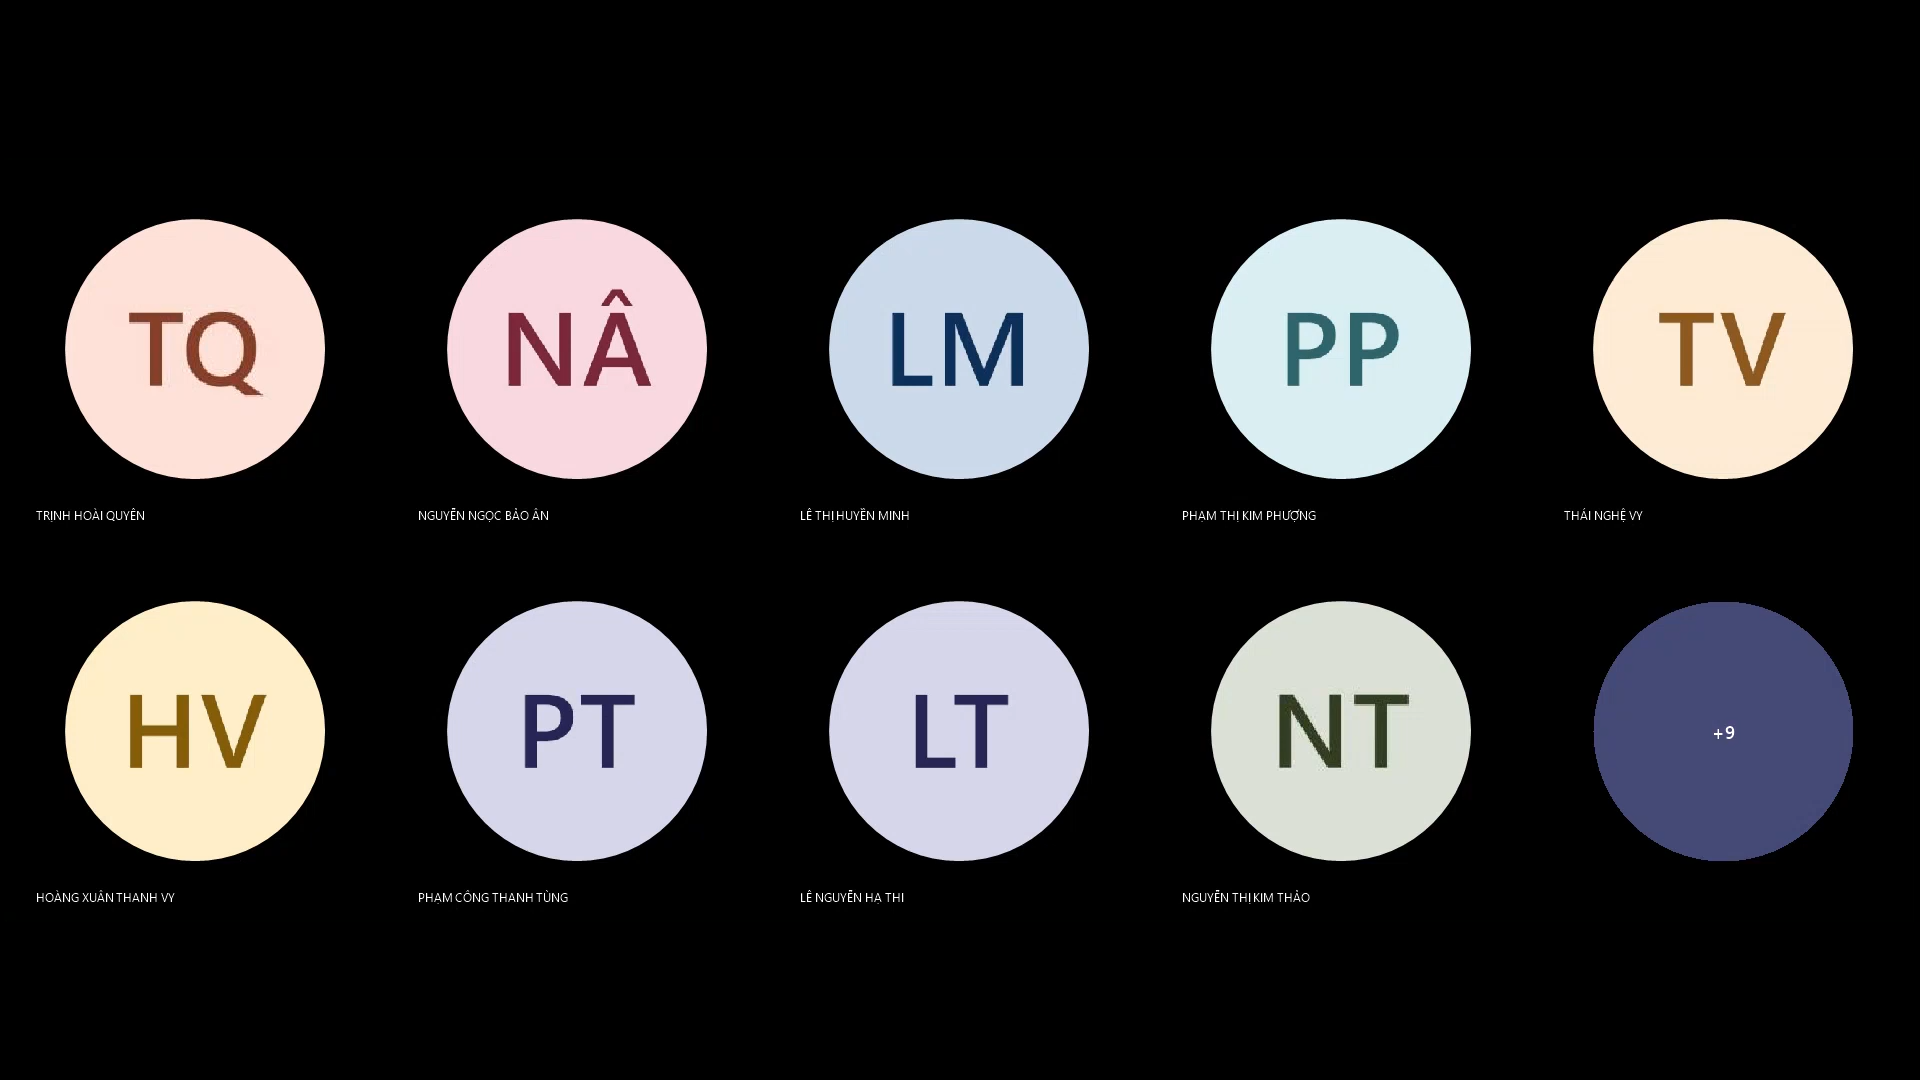 TQ
NÂ
LM
PP
TV
TRỊNH HOÀI QUYÊN
NGUYỄN NGỌC BẢO ÂN
LÊ THỊ HUYỀN MINH
PHẠM THỊ KIM PHƯỢNG
THÁI NGHỆ VY
HV
PT
LT
NT
+9
HOÀNG XUÂN THANH VY
PHẠM CÔNG THANH TÙNG
LÊ NGUYỄN HẠ THI
NGUYỄN THỊ KIM THẢO